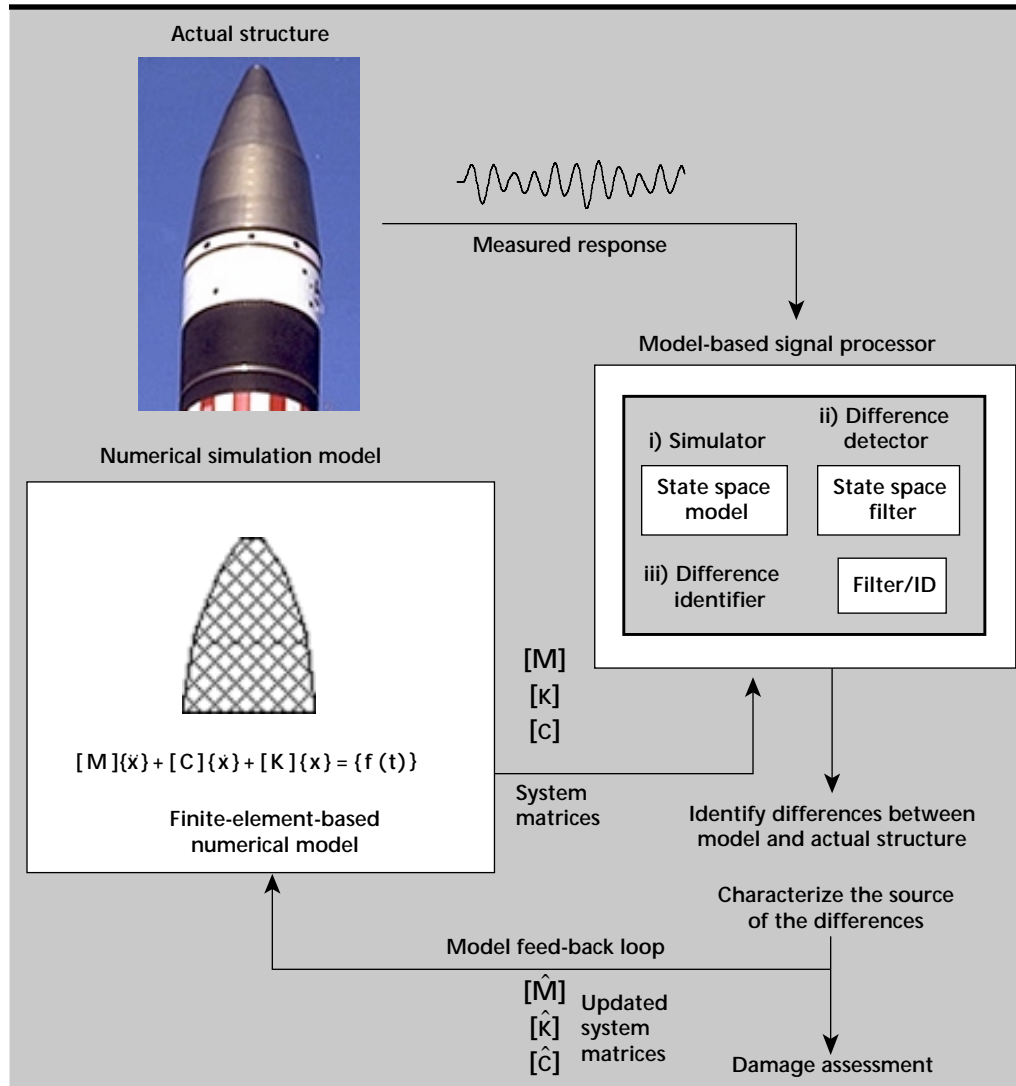 Actual structure
Measured response
Model-based signal processor
i) Simulator
State space
model
ii) Difference
detector
State space
filter
iii) Difference
identifier
Filter/ID
Numerical simulation model
[M]{ẍ} + [C]{ẋ} + [K]{x} = {f (t)}
Finite-element-based
numerical model
[M]
[K]
[C]
System
matrices
Identify differences between
model and actual structure
Characterize the source
of the differences
Model feed-back loop
[M̂]
[K̂]
[Ĉ]
Updated
system
matrices
Damage assessment